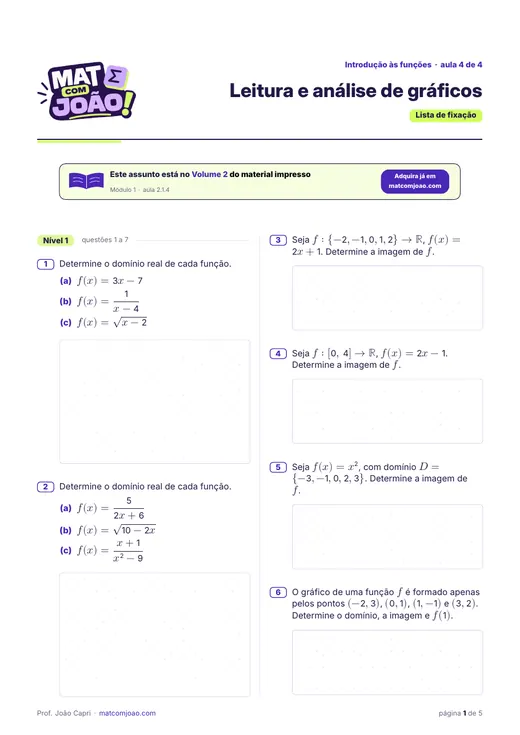 MAT Σ
COM
JOÃO!
Introdução às funções · aula 4 de 4
Leitura e análise de gráficos
Lista de fixação
Este assunto está no Volume 2 do material impresso
Módulo 1 · aula 2.1.4
Adquira já em
matcomjoao.com
Nível 1 questões 1 a 7
1 Determine o domínio real de cada função.
(a) f(x) = 3x − 7
(b) f(x) = 1/(x − 4)
(c) f(x) = √(x − 2)
2 Determine o domínio real de cada função.
(a) f(x) = 5/(2x + 6)
(b) f(x) = √(10 − 2x)
(c) f(x) = (x + 1)/(x² − 9)
3 Seja f : {−2, −1, 0, 1, 2} → ℝ, f(x) =
2x + 1. Determine a imagem de f.
4 Seja f : [0, 4] → ℝ, f(x) = 2x − 1.
Determine a imagem de f.
5 Seja f(x) = x², com domínio D =
{−3, −1, 0, 2, 3}. Determine a imagem de
f.
6 O gráfico de uma função f é formado apenas
pelos pontos (−2, 3), (0, 1), (1, −1) e (3, 2).
Determine o domínio, a imagem e f(1).
Prof. João Capri · matcomjoao.com
página 1 de 5